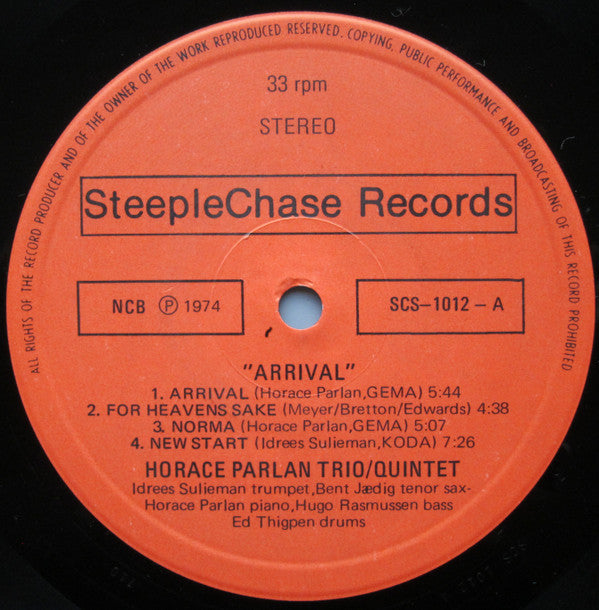 ALL RIGHTS OF THE RECORD PRODUCER AND OF THE OWNER OF THE WORK REPRODUCED RESERVED. COPYING, PUBLIC PERFORMANCE AND BROADCASTING OF THIS RECORD PROHIBITED
33 rpm
STEREO
SteepleChase Records
NCB ℗ 1974
SCS-1012-A
"ARRIVAL"
1. ARRIVAL (Horace Parlan,GEMA) 5:44
2. FOR HEAVENS SAKE (Meyer/Bretton/Edwards) 4:38
3. NORMA (Horace Parlan,GEMA) 5:07
4. NEW START (Idrees Sulieman,KODA) 7:26
HORACE PARLAN TRIO/QUINTET
Idrees Sulieman trumpet,Bent Jædig tenor sax-
Horace Parlan piano,Hugo Rasmussen bass
Ed Thigpen drums